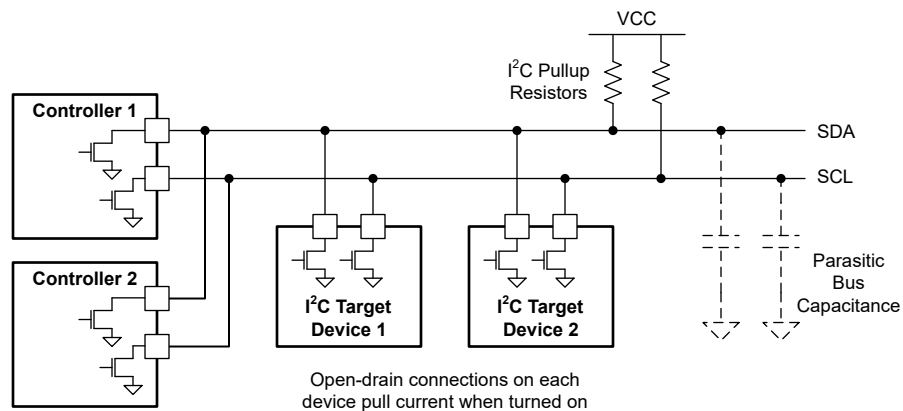 VCC
I²C Pullup
Resistors
Controller 1
SDA
SCL
Controller 2
I²C Target
Device 1
I²C Target
Device 2
Parasitic
Bus
Capacitance
Open-drain connections on each
device pull current when turned on